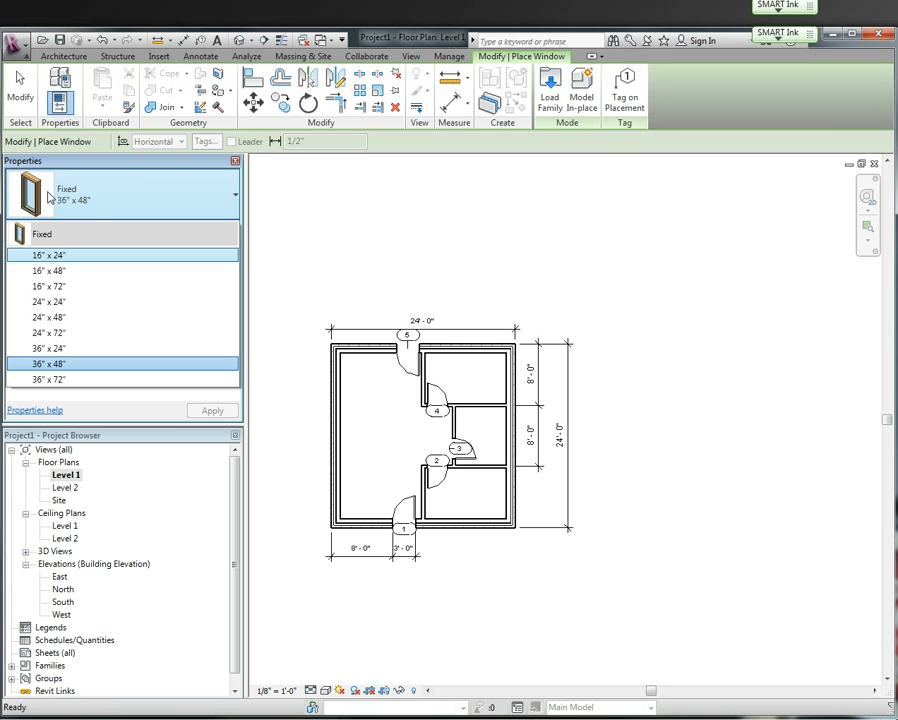 SMART Ink
SMART Ink
Project1 - Floor Plan: Level 1
Type a keyword or phrase
Sign In
Architecture Structure Insert Annotate Analyze Massing & Site Collaborate View Manage Modify | Place Window
Modify
Paste
Cope
Cut
Join
Load Family
Model In-place
Tag on Placement
Select Properties Clipboard Geometry Modify View Measure Create Mode Tag
Modify | Place Window Horizontal Tags... Leader 1/2"
Properties
Fixed
36" x 48"
Fixed
16" x 24"
16" x 48"
16" x 72"
24" x 24"
24" x 48"
24" x 72"
36" x 24"
36" x 48"
36" x 72"
Properties help Apply
Project1 - Project Browser
Views (all)
Floor Plans
Level 1
Level 2
Site
Ceiling Plans
Level 1
Level 2
3D Views
Elevations (Building Elevation)
East
North
South
West
Legends
Schedules/Quantities
Sheets (all)
Families
Groups
Revit Links
24' - 0"
5
8' - 0"
4
3
8' - 0"
24' - 0"
2
1
8' - 0"
3' - 0"
1/8" = 1'-0"
Ready
:0
Main Model